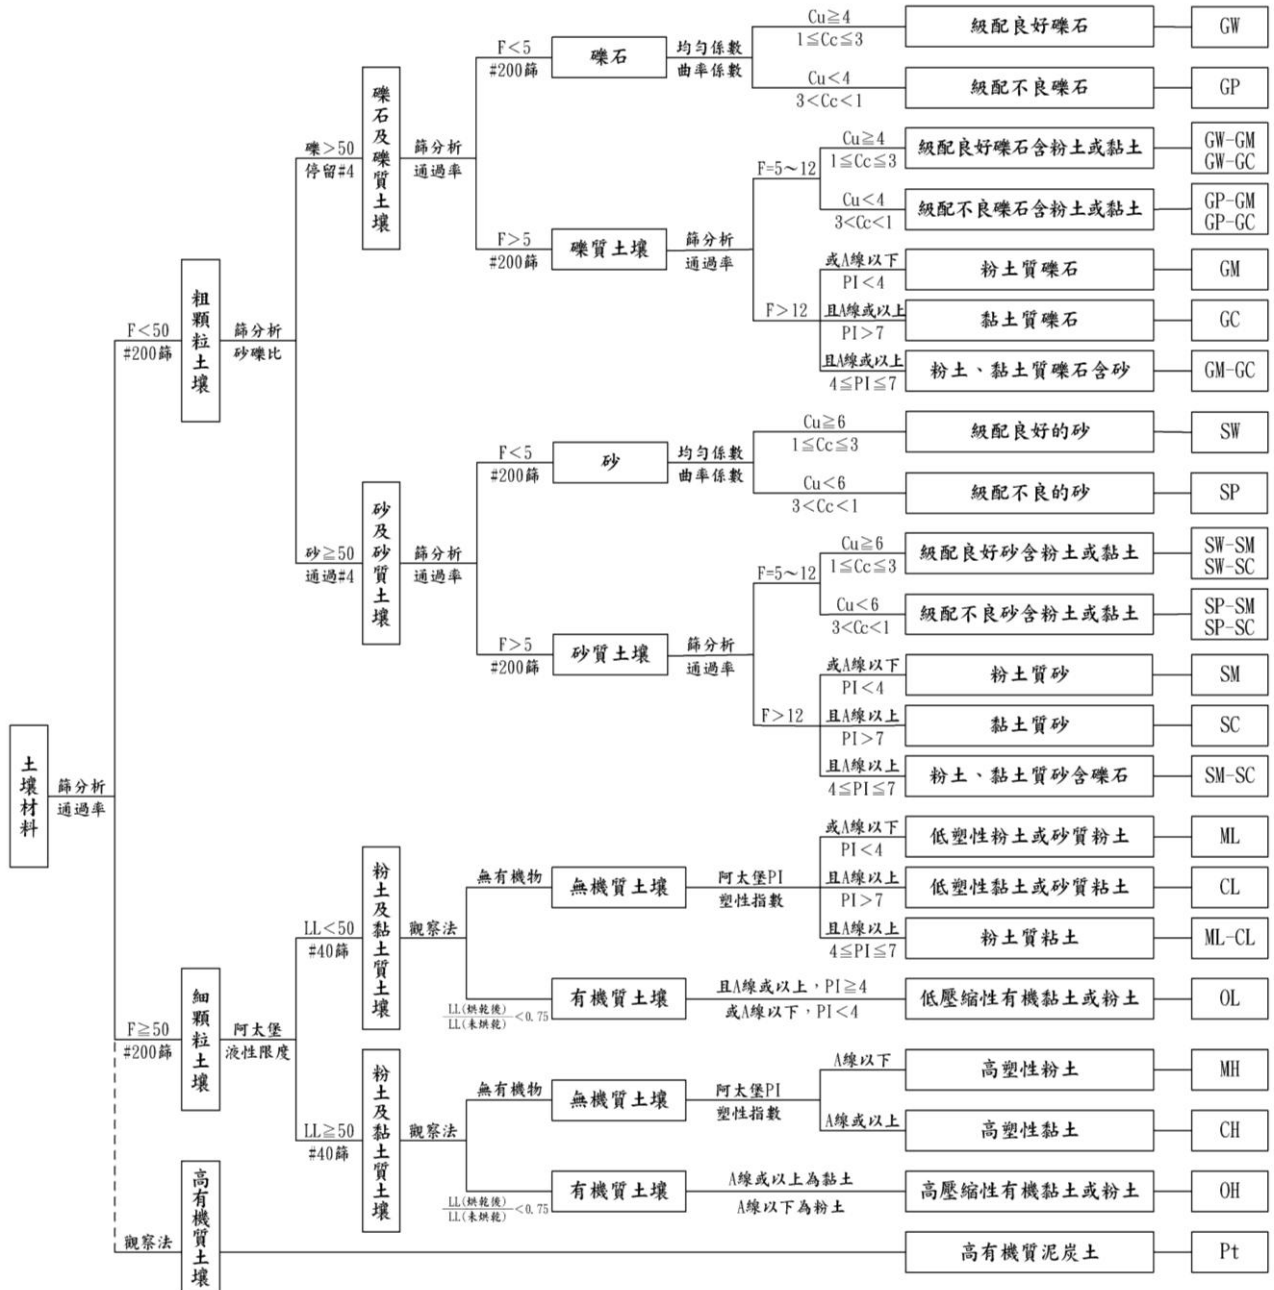 土壤材料
篩分析
通過率
F<50
#200篩
粗顆粒土壤
篩分析
砂礫比
礫>50
停留#4
礫石及礫質土壤
篩分析
通過率
F<5
#200篩
礫石
均勻係數
曲率係數
Cu≧4
1≦Cc≦3
級配良好礫石
GW
Cu<4
3<Cc<1
級配不良礫石
GP
F>5
#200篩
礫質土壤
篩分析
通過率
F=5~12
Cu≧4
1≦Cc≦3
級配良好礫石含粉土或黏土
GW-GM
GW-GC
Cu<4
3<Cc<1
級配不良礫石含粉土或黏土
GP-GM
GP-GC
F>12
或A線以下
PI<4
粉土質礫石
GM
且A線或以上
PI>7
黏土質礫石
GC
且A線或以上
4≦PI≦7
粉土、黏土質礫石含砂
GM-GC
砂≧50
通過#4
砂及砂質土壤
篩分析
通過率
F<5
#200篩
砂
均勻係數
曲率係數
Cu≧6
1≦Cc≦3
級配良好的砂
SW
Cu<6
3<Cc<1
級配不良的砂
SP
F>5
#200篩
砂質土壤
篩分析
通過率
F=5~12
Cu≧6
1≦Cc≦3
級配良好砂含粉土或黏土
SW-SM
SW-SC
Cu<6
3<Cc<1
級配不良砂含粉土或黏土
SP-SM
SP-SC
F>12
或A線以下
PI<4
粉土質砂
SM
且A線以上
PI>7
黏土質砂
SC
且A線以上
4≦PI≦7
粉土、黏土質砂含礫石
SM-SC
F≧50
#200篩
細顆粒土壤
阿太堡
液性限度
LL<50
#40篩
粉土及黏土質土壤
觀察法
無有機物
無機質土壤
阿太堡PI
塑性指數
或A線以下
PI<4
低塑性粉土或砂質粉土
ML
且A線以上
PI>7
低塑性黏土或砂質粘土
CL
且A線以上
4≦PI≦7
粉土質粘土
ML-CL
LL(烘乾後)
LL(未烘乾)
<0.75
有機質土壤
且A線或以上，PI≧4
或A線以下，PI<4
低壓縮性有機黏土或粉土
OL
LL≧50
#40篩
粉土及黏土質土壤
觀察法
無有機物
無機質土壤
阿太堡PI
塑性指數
A線以下
高塑性粉土
MH
A線或以上
高塑性黏土
CH
LL(烘乾後)
LL(未烘乾)
<0.75
有機質土壤
A線或以上為黏土
A線以下為粉土
高壓縮性有機黏土或粉土
OH
觀察法
高有機質土壤
高有機質泥炭土
Pt